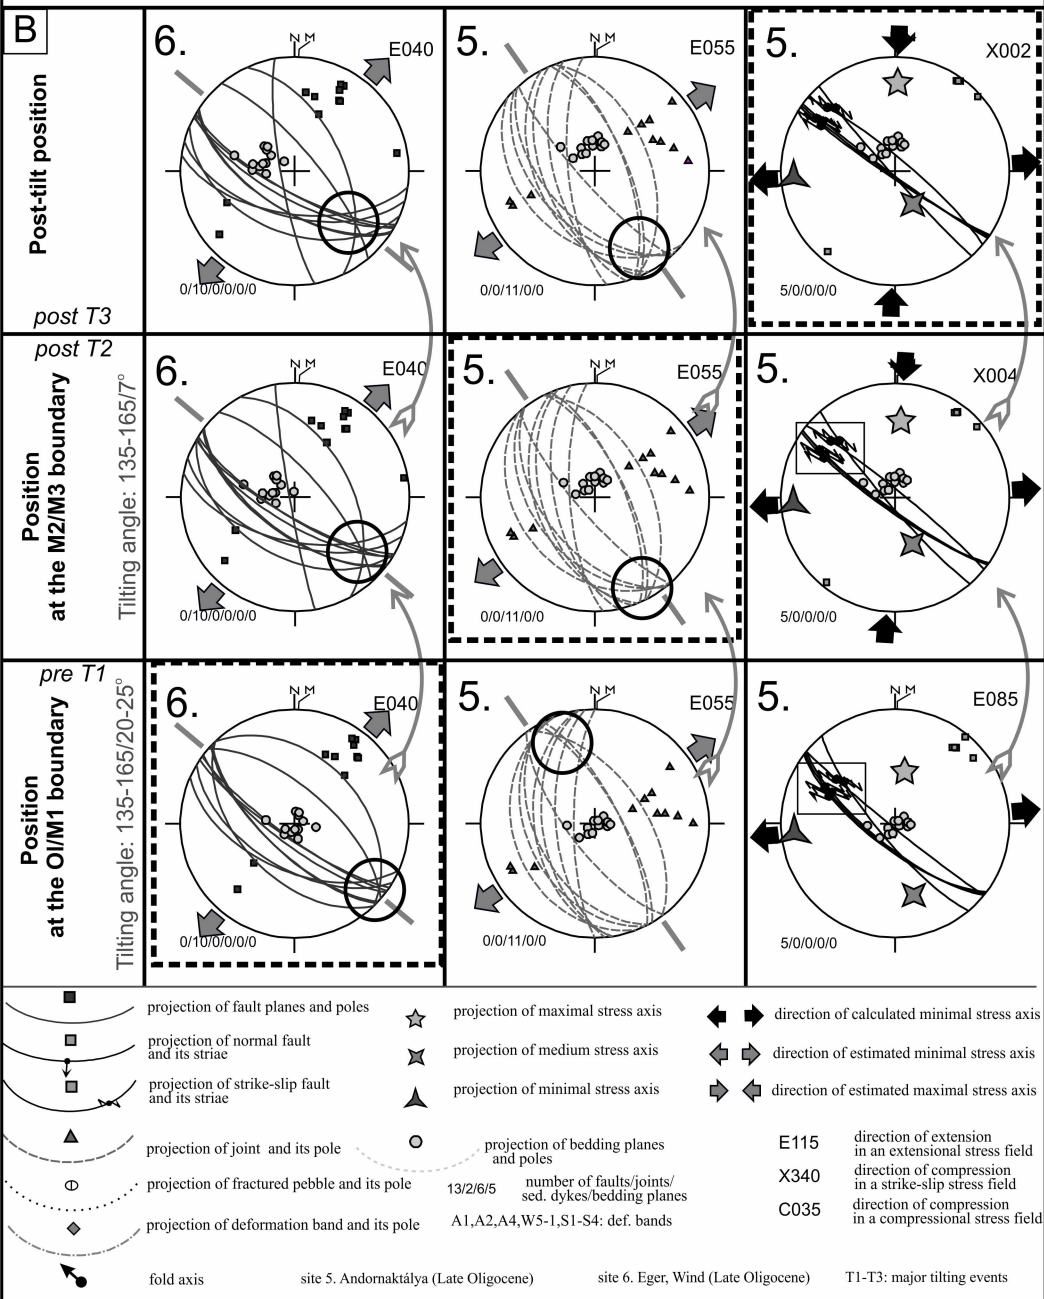 B
Post-tilt position
post T3
6.
N M
E040
0/10/0/0/0/0
5.
N M
E055
0/0/11/0/0
5.
N M
X002
5/0/0/0/0
post T2
Position
at the M2/M3 boundary
Tilting angle: 135-165/7°
6.
N M
E040
0/10/0/0/0/0
5.
N M
E055
0/0/11/0/0
5.
N M
X004
5/0/0/0/0
pre T1
Position
at the Ol/M1 boundary
Tilting angle: 135-165/20-25°
6.
N M
E040
0/10/0/0/0/0
5.
N M
E055
0/0/11/0/0
5.
N M
E085
5/0/0/0/0
projection of fault planes and poles
projection of normal fault
and its striae
projection of strike-slip fault
and its striae
projection of joint and its pole
projection of fractured pebble and its pole
projection of deformation band and its pole
fold axis
projection of maximal stress axis
projection of medium stress axis
projection of minimal stress axis
projection of bedding planes
and poles
13/2/6/5 number of faults/joints/
sed. dykes/bedding planes
A1,A2,A4,W5-1,S1-S4: def. bands
direction of calculated minimal stress axis
direction of estimated minimal stress axis
direction of estimated maximal stress axis
E115 direction of extension
in an extensional stress field
X340 direction of compression
in a strike-slip stress field
C035 direction of compression
in a compressional stress field
site 5. Andornaktálya (Late Oligocene)
site 6. Eger, Wind (Late Oligocene)
T1-T3: major tilting events